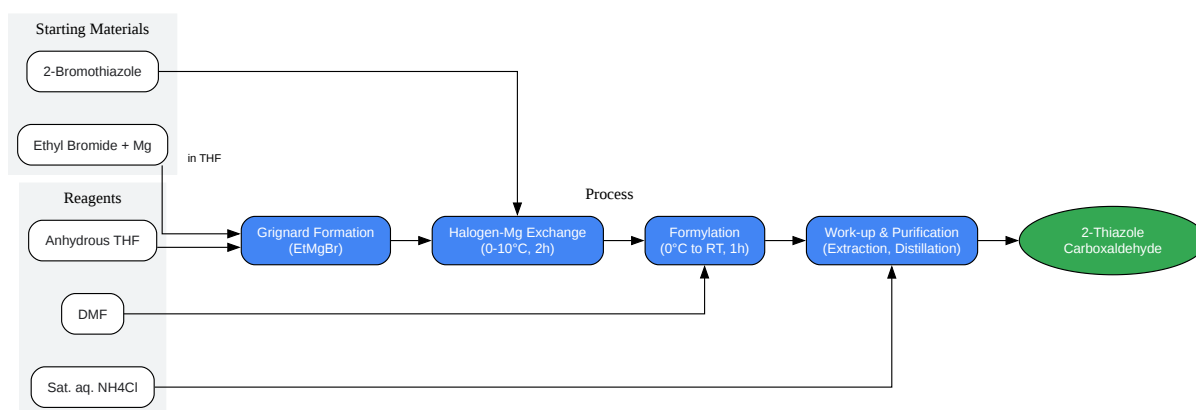 Starting Materials
2-Bromothiazole
Ethyl Bromide + Mg
in THF
Reagents
Anhydrous THF
DMF
Sat. aq. NH4Cl
Process
Grignard Formation
(EtMgBr)
Halogen-Mg Exchange
(0-10°C, 2h)
Formylation
(0°C to RT, 1h)
Work-up & Purification
(Extraction, Distillation)
2-Thiazole
Carboxaldehyde